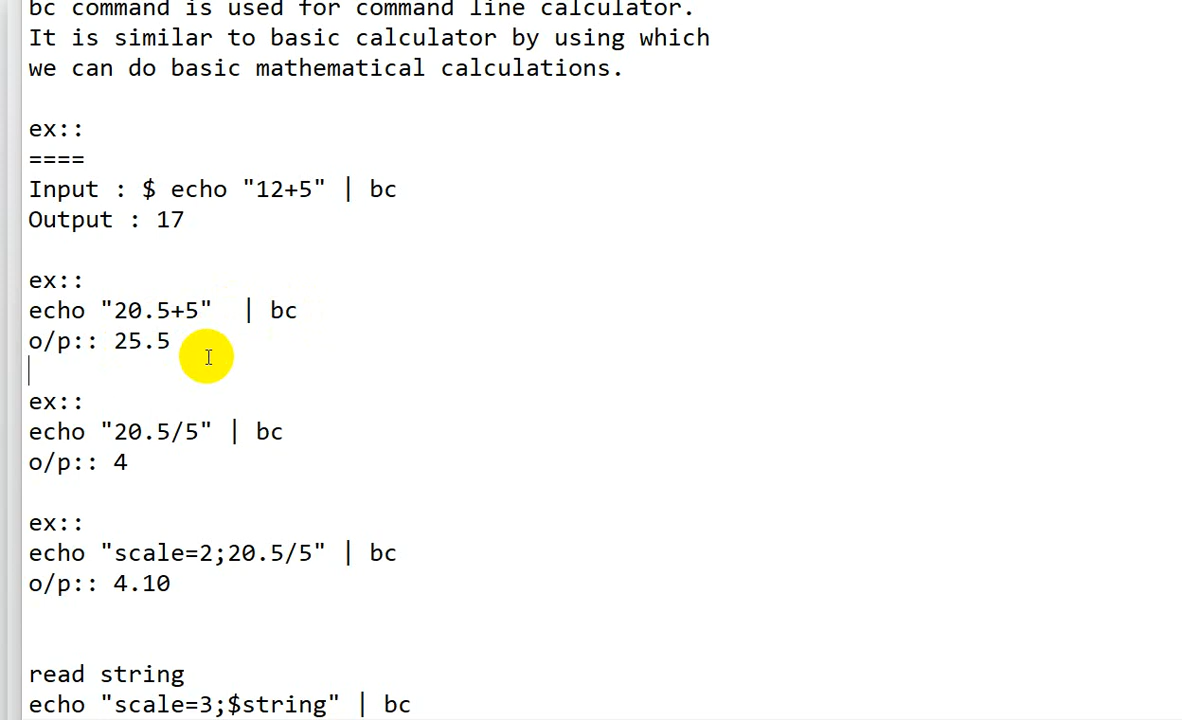 bc command is used for command line calculator.
It is similar to basic calculator by using which
we can do basic mathematical calculations.
ex::
====
Input : $ echo "12+5" | bc
Output : 17
ex::
echo "20.5+5"  | bc
o/p:: 25.5
ex::
echo "20.5/5" | bc
o/p:: 4
ex::
echo "scale=2;20.5/5" | bc
o/p:: 4.10
read string
echo "scale=3;$string" | bc